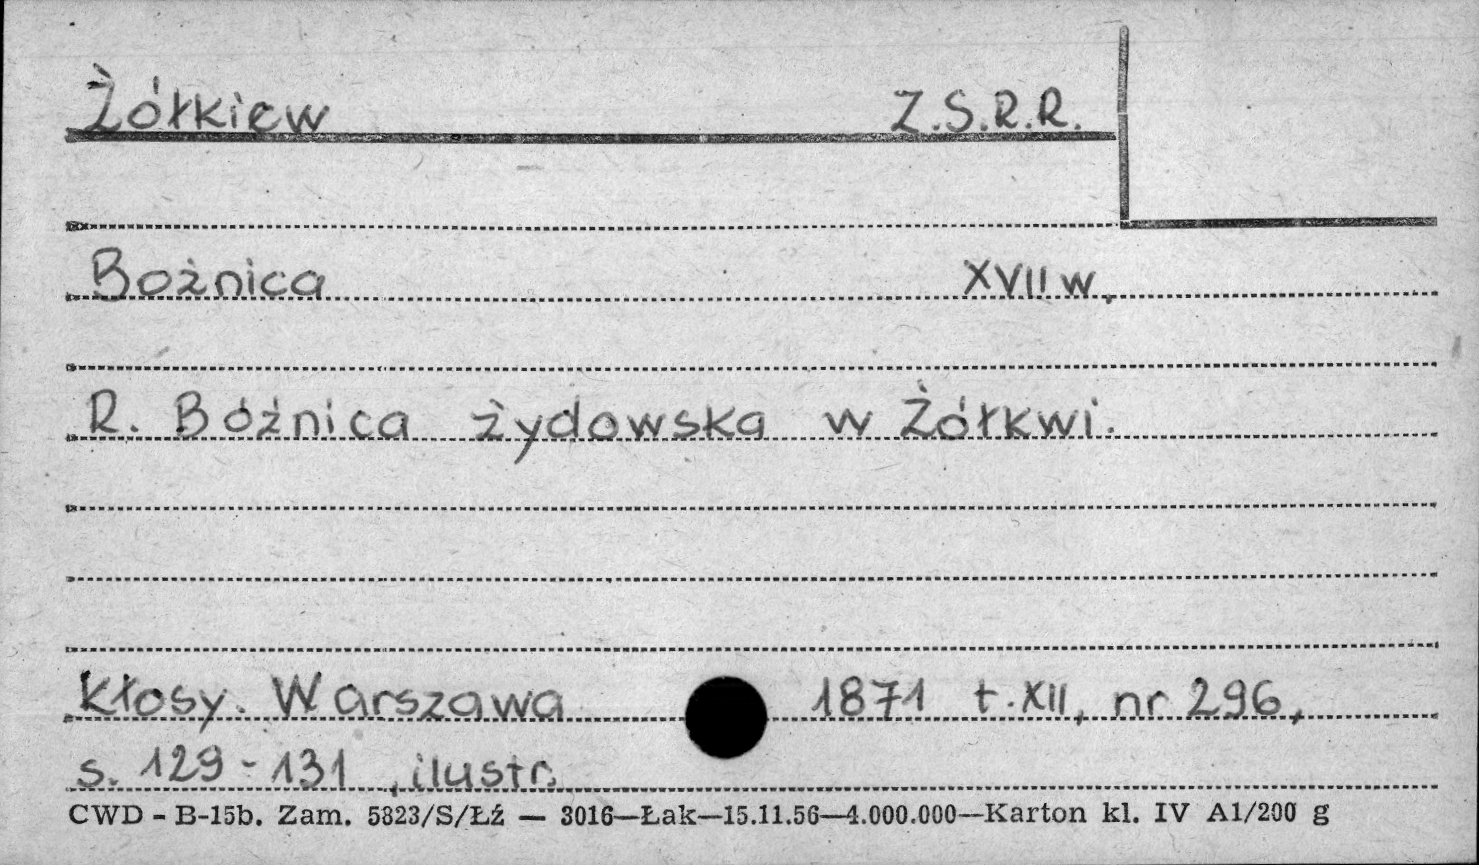 Żółkiew Z.S.R.R.
Bożnica XVII w.
R. Bóżnica żydowska w Żółkwi.
Kłosy. Warszawa 1871 t. XII, nr 296,
s. 129-131, ilustr.
CWD - B-15b. Zam. 5823/S/Łź — 3016—Łak—15.11.56—4.000.000—Karton kl. IV A1/200 g